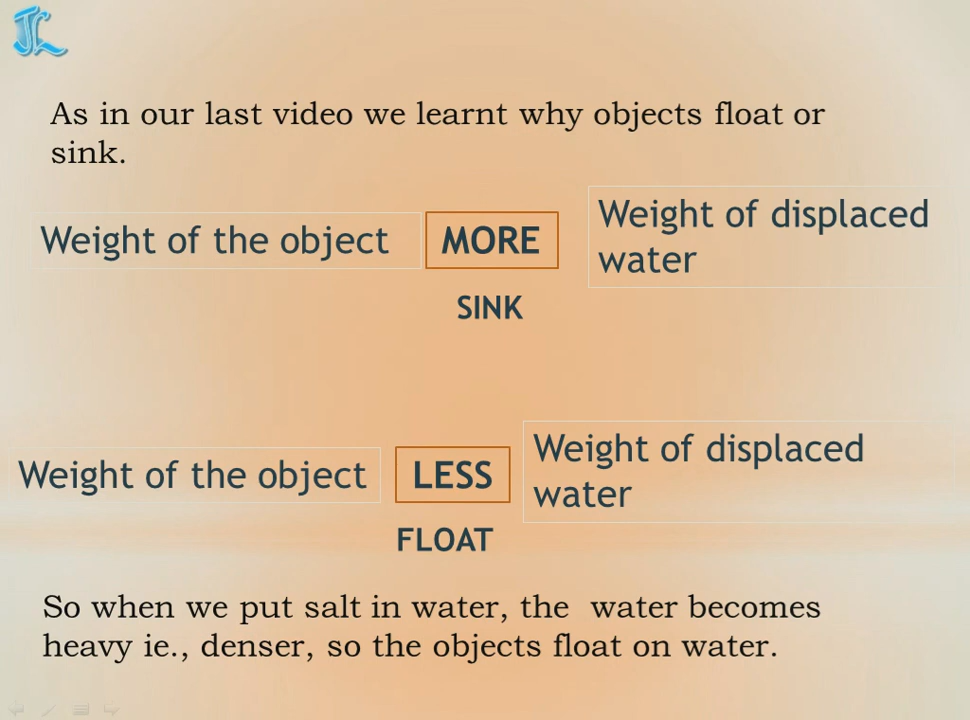 As in our last video we learnt why objects float or
sink.
Weight of the object
MORE
Weight of displaced
water
SINK
Weight of the object
LESS
Weight of displaced
water
FLOAT
So when we put salt in water, the  water becomes
heavy ie., denser, so the objects float on water.